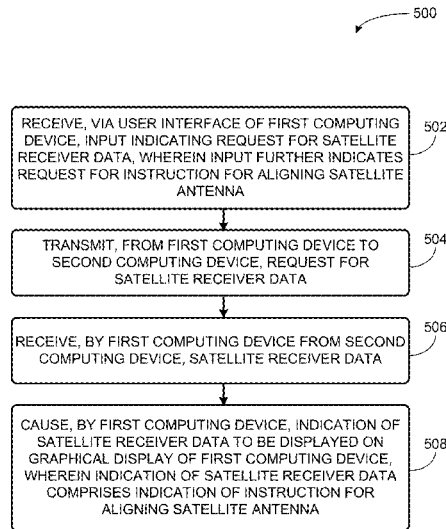 500
RECEIVE, VIA USER INTERFACE OF FIRST COMPUTING
DEVICE, INPUT INDICATING REQUEST FOR SATELLITE
RECEIVER DATA, WHEREIN INPUT FURTHER INDICATES
REQUEST FOR INSTRUCTION FOR ALIGNING SATELLITE
ANTENNA
502
TRANSMIT, FROM FIRST COMPUTING DEVICE TO
SECOND COMPUTING DEVICE, REQUEST FOR
SATELLITE RECEIVER DATA
504
RECEIVE, BY FIRST COMPUTING DEVICE FROM SECOND
COMPUTING DEVICE, SATELLITE RECEIVER DATA
506
CAUSE, BY FIRST COMPUTING DEVICE, INDICATION OF
SATELLITE RECEIVER DATA TO BE DISPLAYED ON
GRAPHICAL DISPLAY OF FIRST COMPUTING DEVICE,
WHEREIN INDICATION OF SATELLITE RECEIVER DATA
COMPRISES INDICATION OF INSTRUCTION FOR
ALIGNING SATELLITE ANTENNA
508